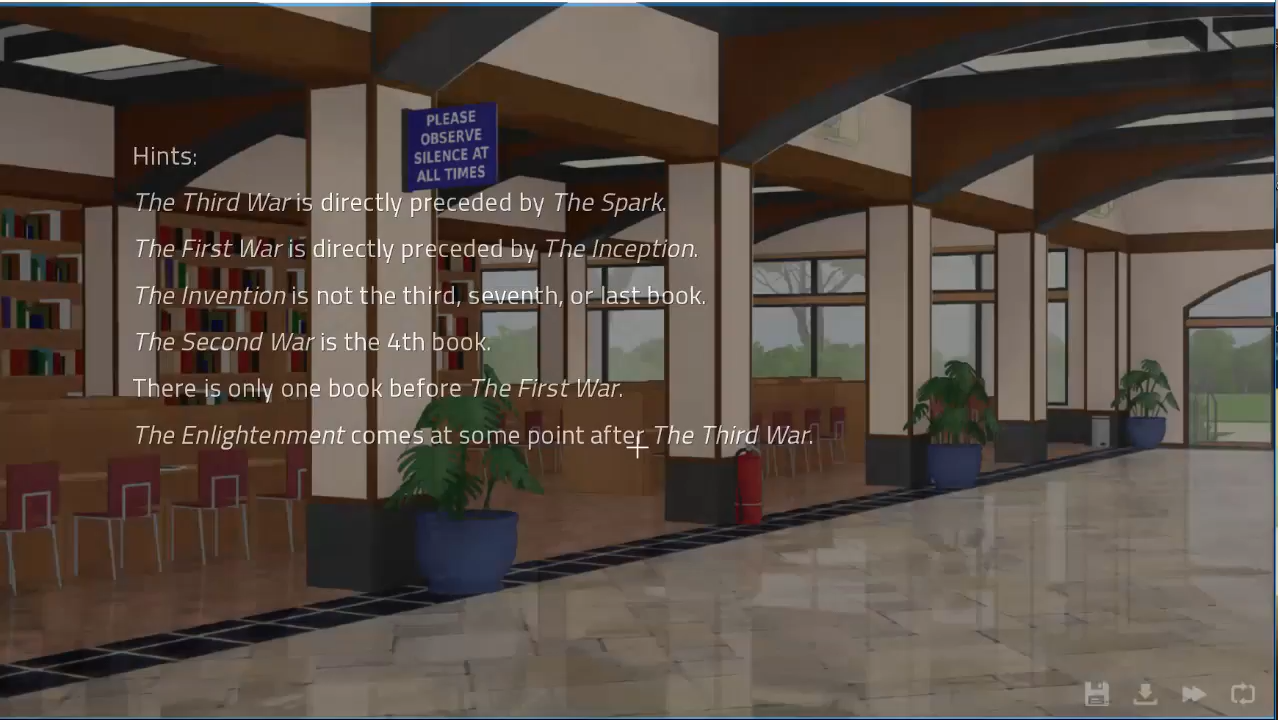 PLEASE
OBSERVE
SILENCE AT
ALL TIMES
Hints:
The Third War is directly preceded by The Spark.
The First War is directly preceded by The Inception.
The Invention is not the third, seventh, or last book.
The Second War is the 4th book.
There is only one book before The First War.
The Enlightenment comes at some point after The Third War.